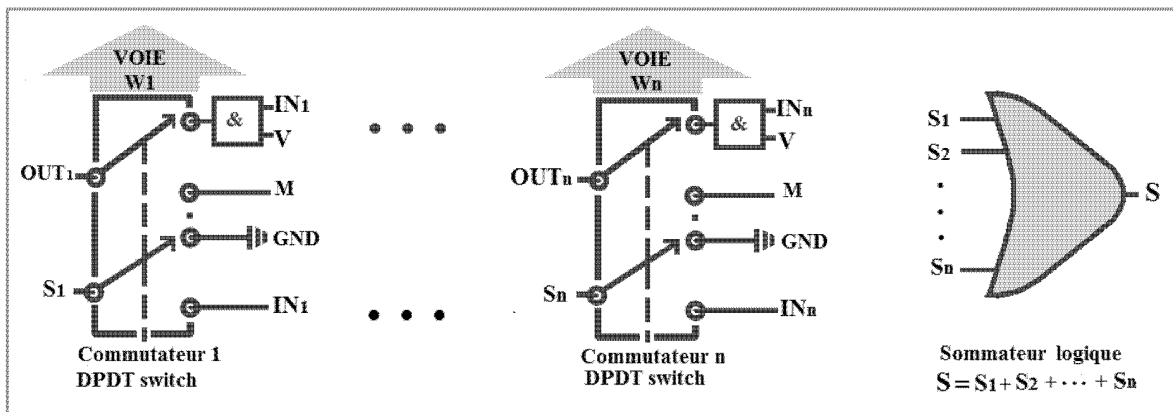 VOIE
W1
IN1
&
V
OUT1
M
GND
S1
IN1
Commutateur 1
DPDT switch
• • •
• • •
VOIE
Wn
INn
&
V
OUTn
M
GND
Sn
INn
Commutateur n
DPDT switch
S1
S2
Sn
S
Sommateur logique
S = S1 + S2 + ··· + Sn